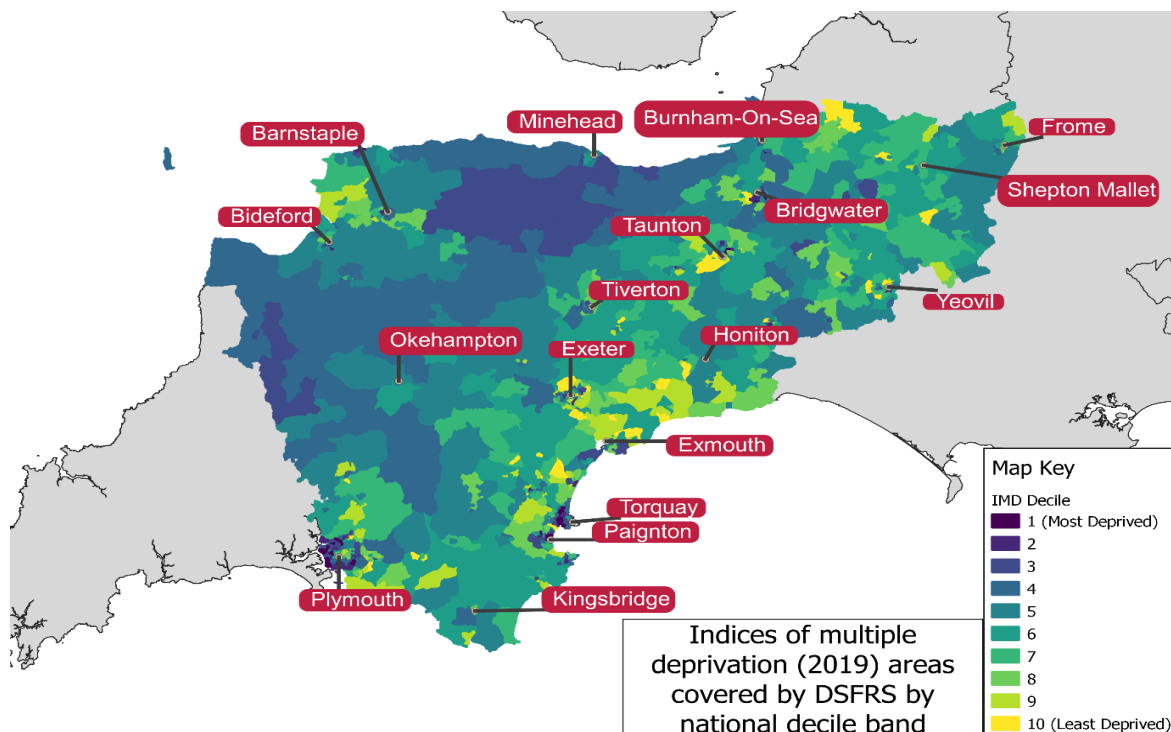 Minehead
Burnham-On-Sea
Barnstaple
Frome
Shepton Mallet
Bideford
Bridgwater
Taunton
Tiverton
Yeovil
Okehampton
Exeter
Honiton
Exmouth
Torquay
Paignton
Plymouth
Kingsbridge
Map Key
IMD Decile
1 (Most Deprived)
2
3
4
5
6
7
8
9
10 (Least Deprived)
Indices of multiple
deprivation (2019) areas
covered by DSFRS by
national decile band